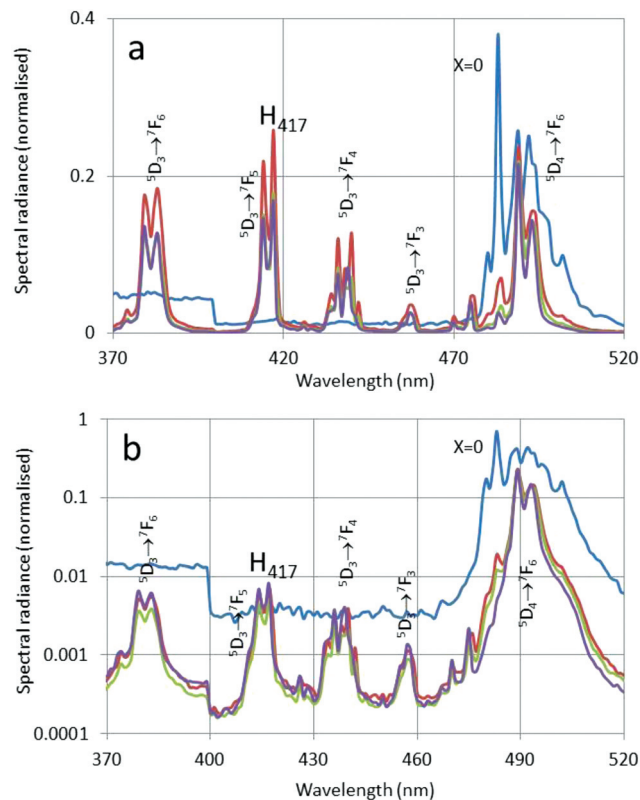 a
Spectral radiance (normalised)
0.4
0.2
0
⁵D₃→⁷F₆
⁵D₃→⁷F₅
H₄₁₇
⁵D₃→⁷F₄
⁵D₃→⁷F₃
X=0
⁵D₄→⁷F₆
370 420 470 520
Wavelength (nm)
b
Spectral radiance (normalised)
1
0.1
0.01
0.001
0.0001
⁵D₃→⁷F₆
⁵D₃→⁷F₅
H₄₁₇
⁵D₃→⁷F₄
⁵D₃→⁷F₃
X=0
⁵D₄→⁷F₆
370 400 430 460 490 520
Wavelength (nm)